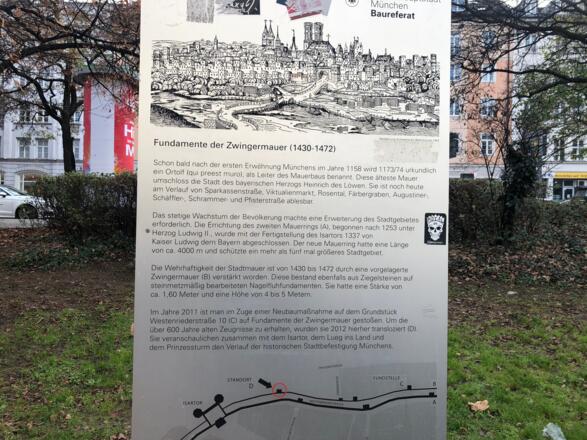 München
Baureferat
Fundamente der Zwingermauer (1430-1472)
Schon bald nach der ersten Erwähnung Münchens im Jahre 1158 wird 1173/74 urkundlich
ein Ortolf (qui preest muro), als Leiter des Mauerbaus benannt. Diese älteste Mauer
umschloss die Stadt des bayerischen Herzogs Heinrich des Löwen. Sie ist noch heute
am Verlauf von Sparkassenstraße, Viktualienmarkt, Rosental, Färbergraben, Augustiner-,
Schäffler-, Schrammer- und Pfisterstraße ablesbar.
Das stetige Wachstum der Bevölkerung machte eine Erweiterung des Stadtgebietes
erforderlich. Die Errichtung des zweiten Mauerrings (A), begonnen nach 1253 unter
Herzog Ludwig II., wurde mit der Fertigstellung des Isartors 1337 von
Kaiser Ludwig dem Bayern abgeschlossen. Der neue Mauerring hatte eine Länge
von ca. 4000 m und schützte ein mehr als fünf mal größeres Stadtgebiet.
Die Wehrhaftigkeit der Stadtmauer ist von 1430 bis 1472 durch eine vorgelagerte
Zwingermauer (B) verstärkt worden. Diese bestand ebenfalls aus Ziegelsteinen auf
steinmetzmäßig bearbeiteten Nagelfluhfundamenten. Sie hatte eine Stärke von
ca. 1,60 Meter und eine Höhe von 4 bis 5 Metern.
Im Jahre 2011 ist man im Zuge einer Neubaumaßnahme auf dem Grundstück
Westenriederstraße 10 (C) auf Fundamente der Zwingermauer gestoßen. Um die
über 600 Jahre alten Zeugnisse zu erhalten, wurden sie 2012 hierher transloziert (D).
Sie veranschaulichen zusammen mit dem Isartor, dem Lueg ins Land und
dem Prinzessturm den Verlauf der historischen Stadtbefestigung Münchens.
STANDORT
D
FUNDSTELLE
C
B
A
ISARTOR